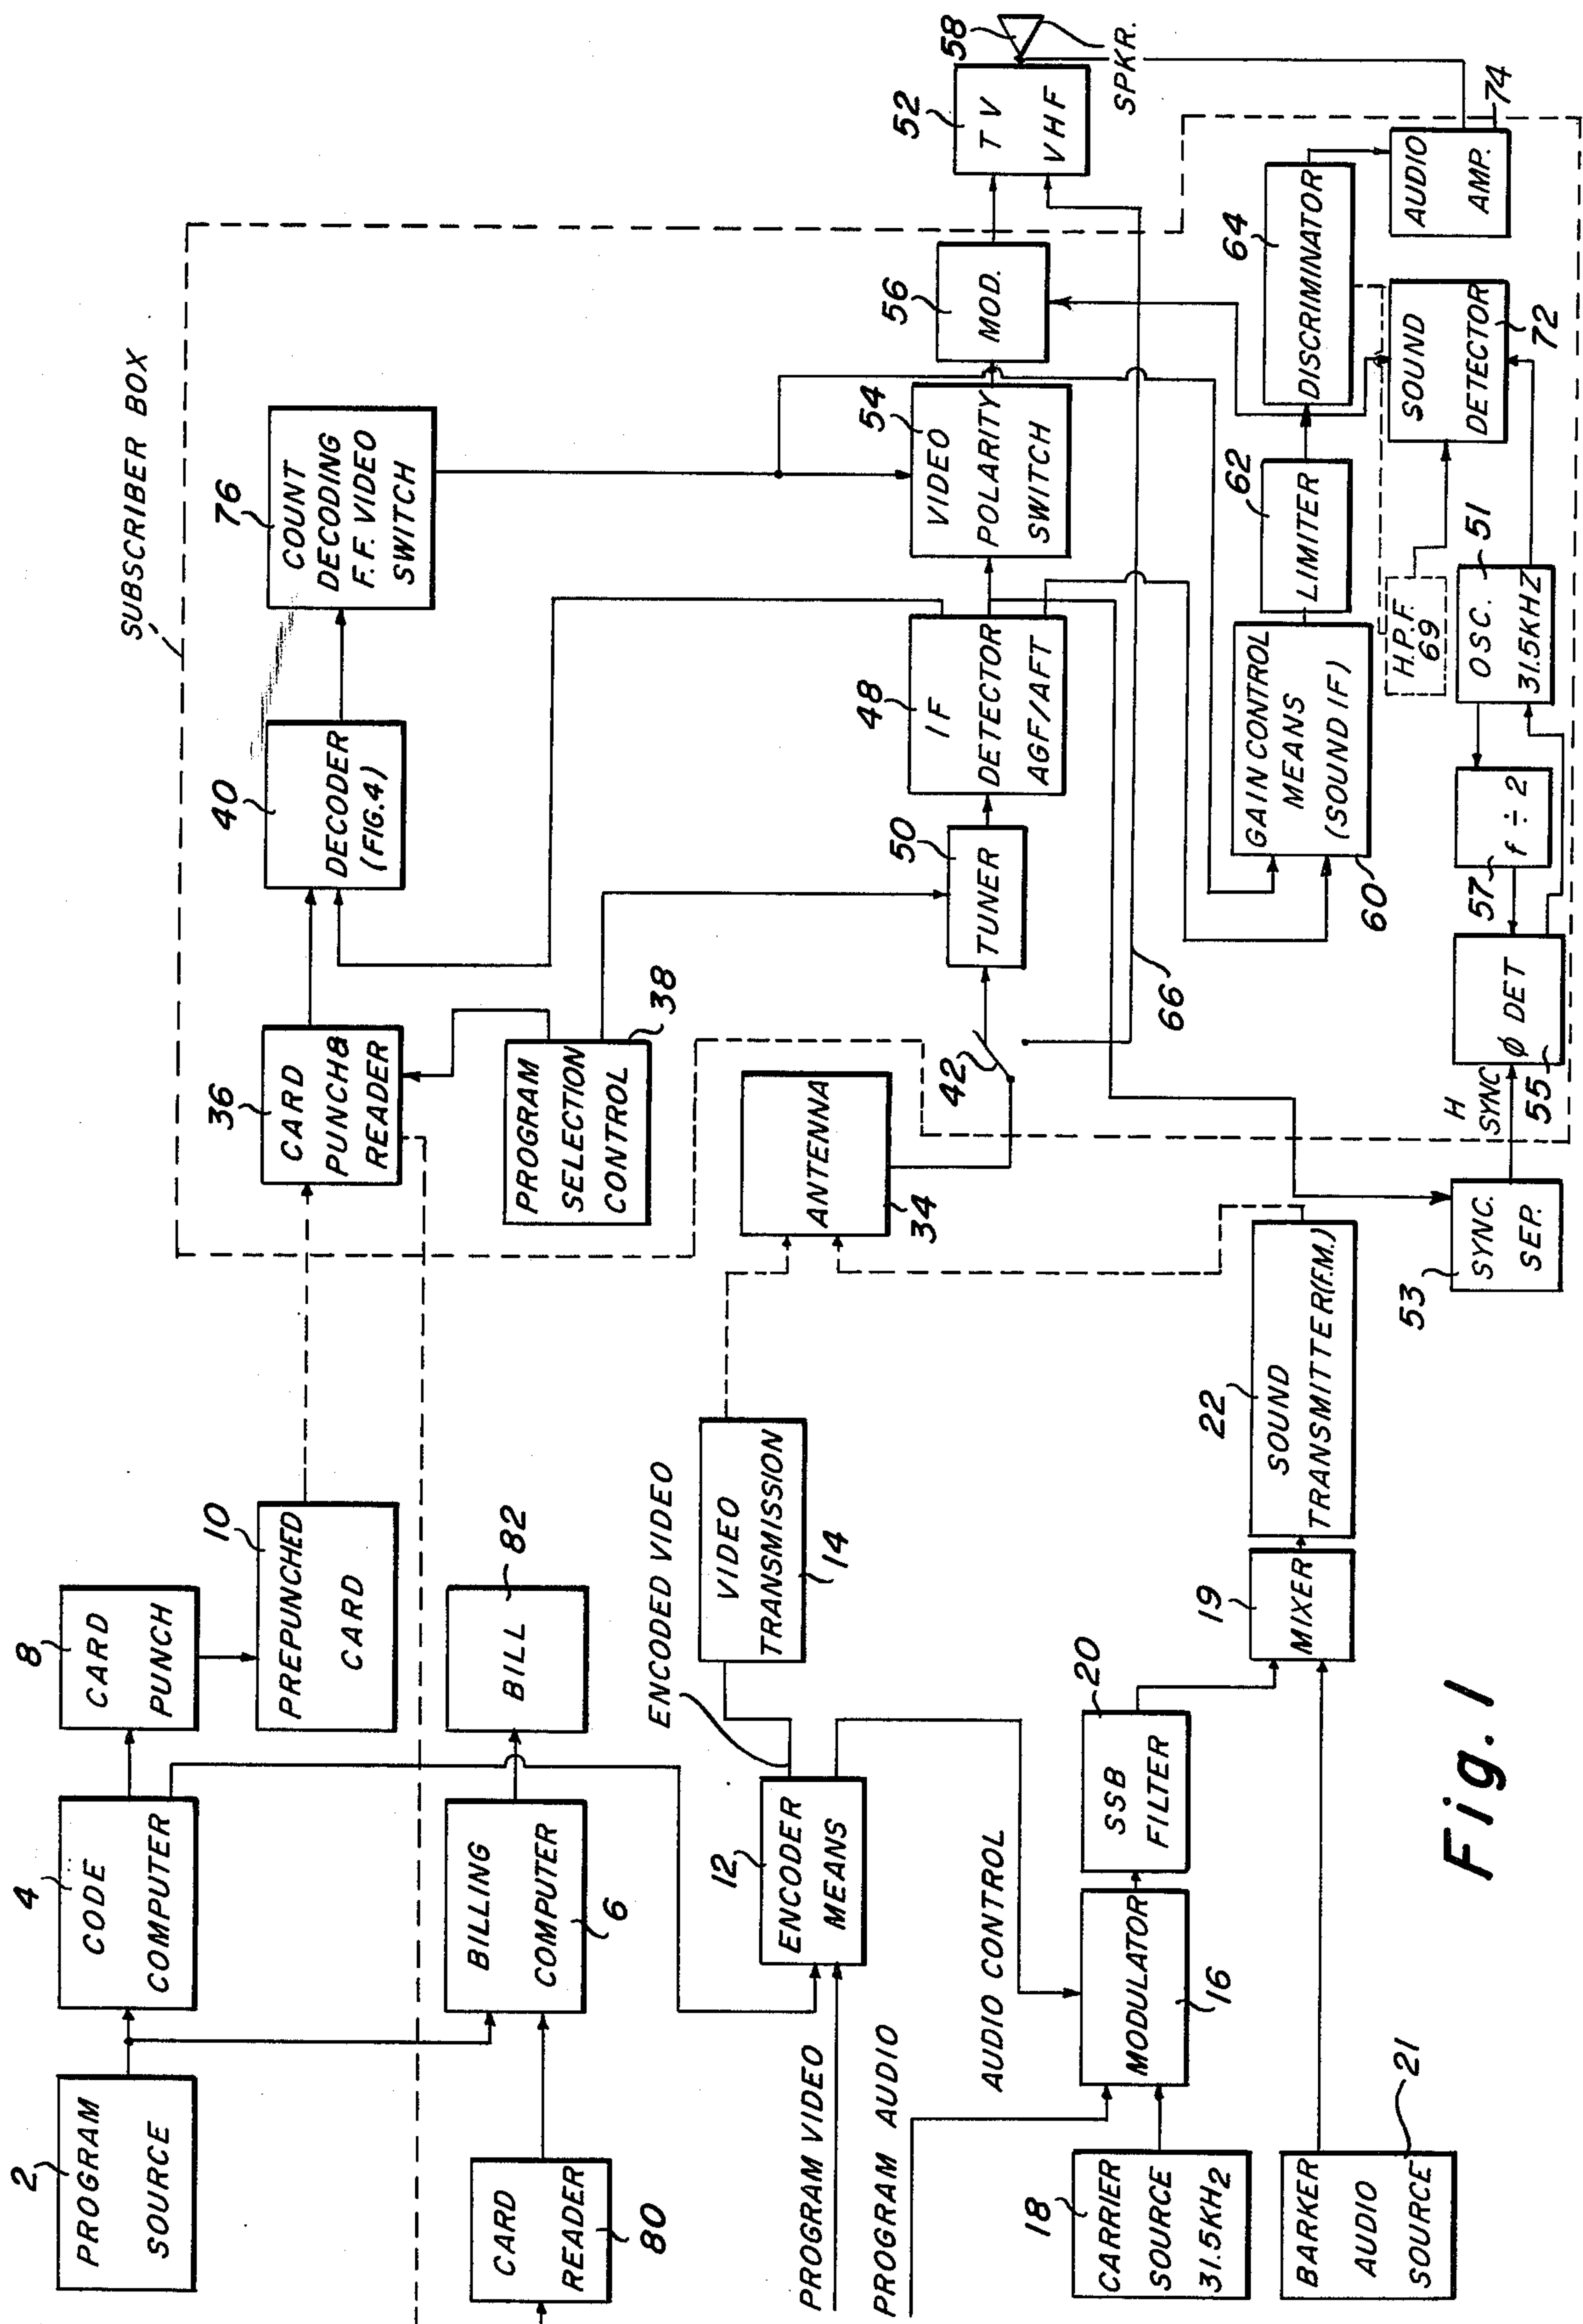 2
PROGRAM
SOURCE
4
CODE
COMPUTER
8
CARD
PUNCH
10
PREPUNCHED
CARD
80
CARD
READER
6
BILLING
COMPUTER
82
BILL
PROGRAM VIDEO
PROGRAM AUDIO
12
ENCODER
MEANS
ENCODED VIDEO
VIDEO
TRANSMISSION
14
AUDIO CONTROL
18
CARRIER
SOURCE
31.5KH2
MODULATOR
16
20
SSB
FILTER
19
MIXER
22
SOUND
TRANSMITTER(F.M.)
BARKER
AUDIO
SOURCE
21
SUBSCRIBER BOX
36
CARD
PUNCH&
READER
40
DECODER
(FIG.4)
76
COUNT
DECODING
F.F. VIDEO
SWITCH
PROGRAM
SELECTION
CONTROL
38
ANTENNA
34
42
50
TUNER
48
IF
DETECTOR
AGF/AFT
54
VIDEO
POLARITY
SWITCH
56
MOD.
52
TV
VHF
58
SPKR.
66
GAIN CONTROL
MEANS
(SOUND IF)
60
62
LIMITER
64
DISCRIMINATOR
AUDIO
AMP.
74
H.P.F.
69
SOUND
DETECTOR
72
53
SYNC.
SEP.
H
SYNC
55
Ø DET
57
f ÷ 2
OSC.
31.5KHZ
51
Fig. 1